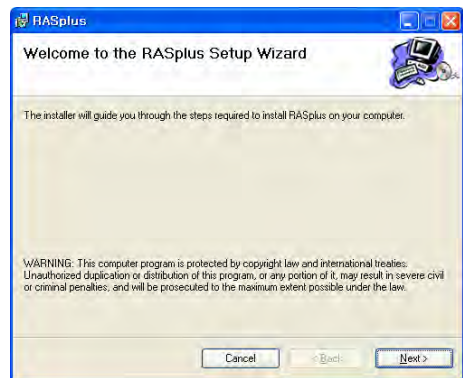 RASplus
Welcome to the RASplus Setup Wizard
The installer will guide you through the steps required to install RASplus on your computer.
WARNING: This computer program is protected by copyright law and international treaties.
Unauthorized duplication or distribution of this program, or any portion of it, may result in severe civil
or criminal penalties, and will be prosecuted to the maximum extent possible under the law.
Cancel < Back Next >